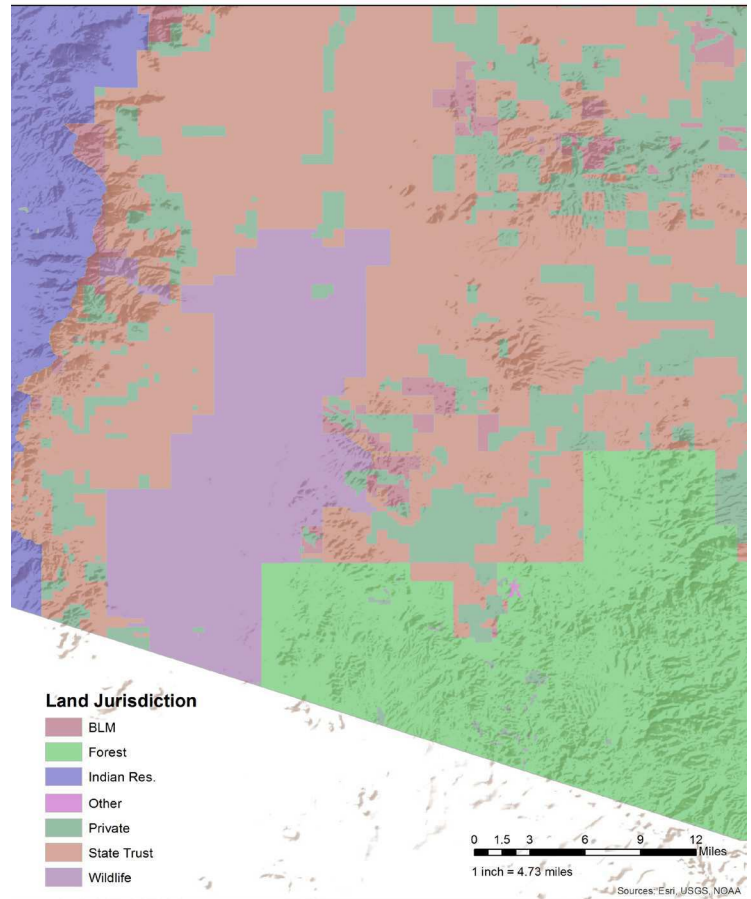 Land Jurisdiction
BLM
Forest
Indian Res.
Other
Private
State Trust
Wildlife
0 1.5 3 6 9 12
Miles
1 inch = 4.73 miles
Sources: Esri, USGS, NOAA